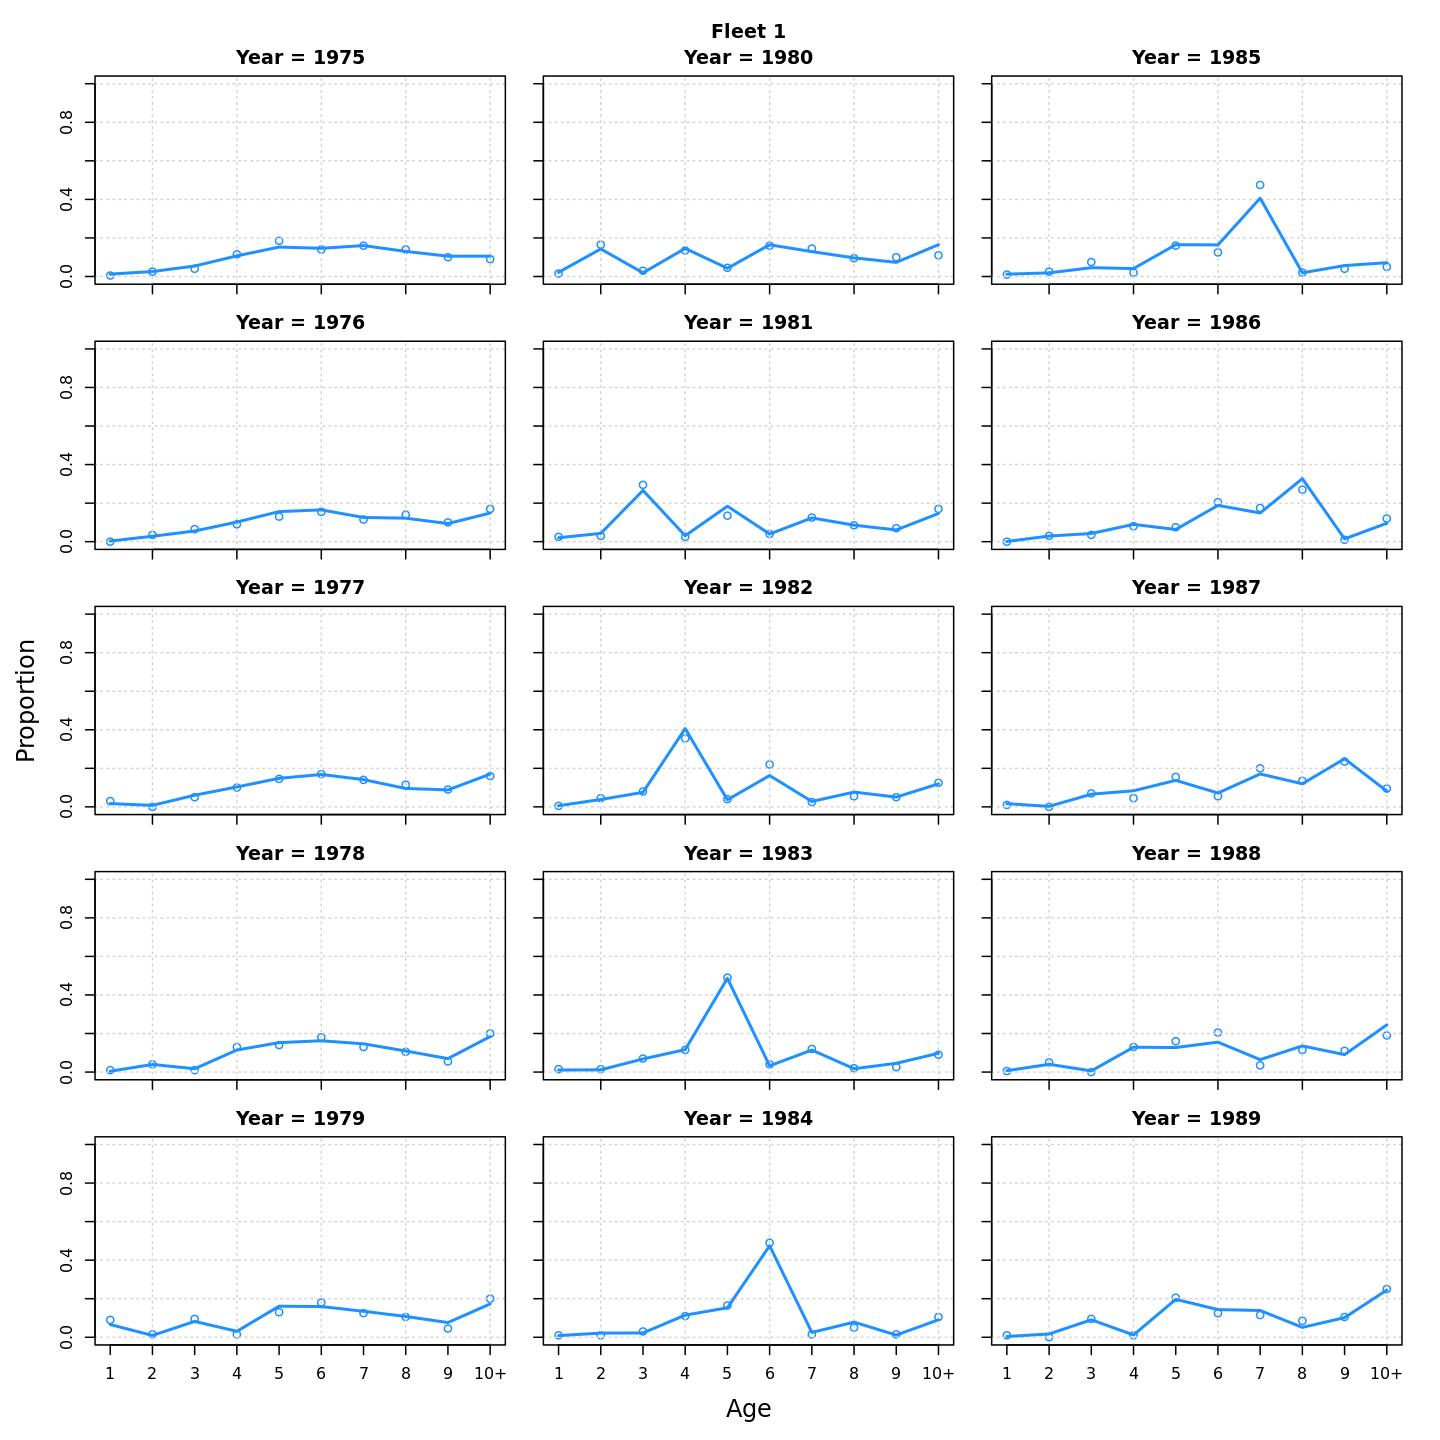 Fleet 1
Year = 1975 Year = 1980 Year = 1985
0.8
0.4
0.0
Year = 1976 Year = 1981 Year = 1986
0.8
0.4
0.0
Year = 1977 Year = 1982 Year = 1987
0.8
0.4
0.0
Proportion
Year = 1978 Year = 1983 Year = 1988
0.8
0.4
0.0
Year = 1979 Year = 1984 Year = 1989
0.8
0.4
0.0
1 2 3 4 5 6 7 8 9 10+ 1 2 3 4 5 6 7 8 9 10+ 1 2 3 4 5 6 7 8 9 10+
Age